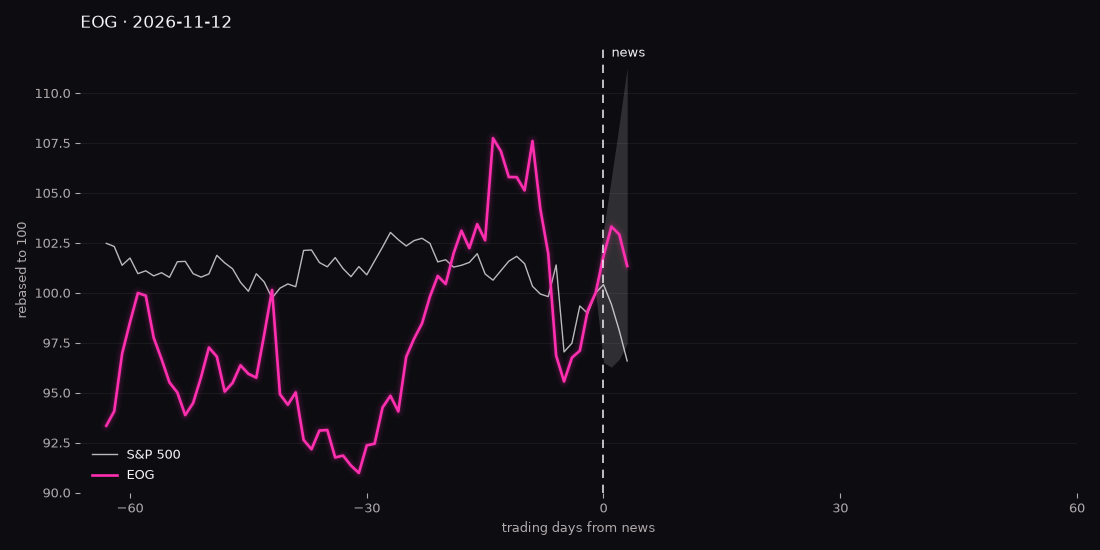 EOG · 2026-11-12
news
110.0
107.5
105.0
102.5
100.0
97.5
95.0
92.5
90.0
rebased to 100
S&P 500
EOG
−60
−30
0
30
60
trading days from news